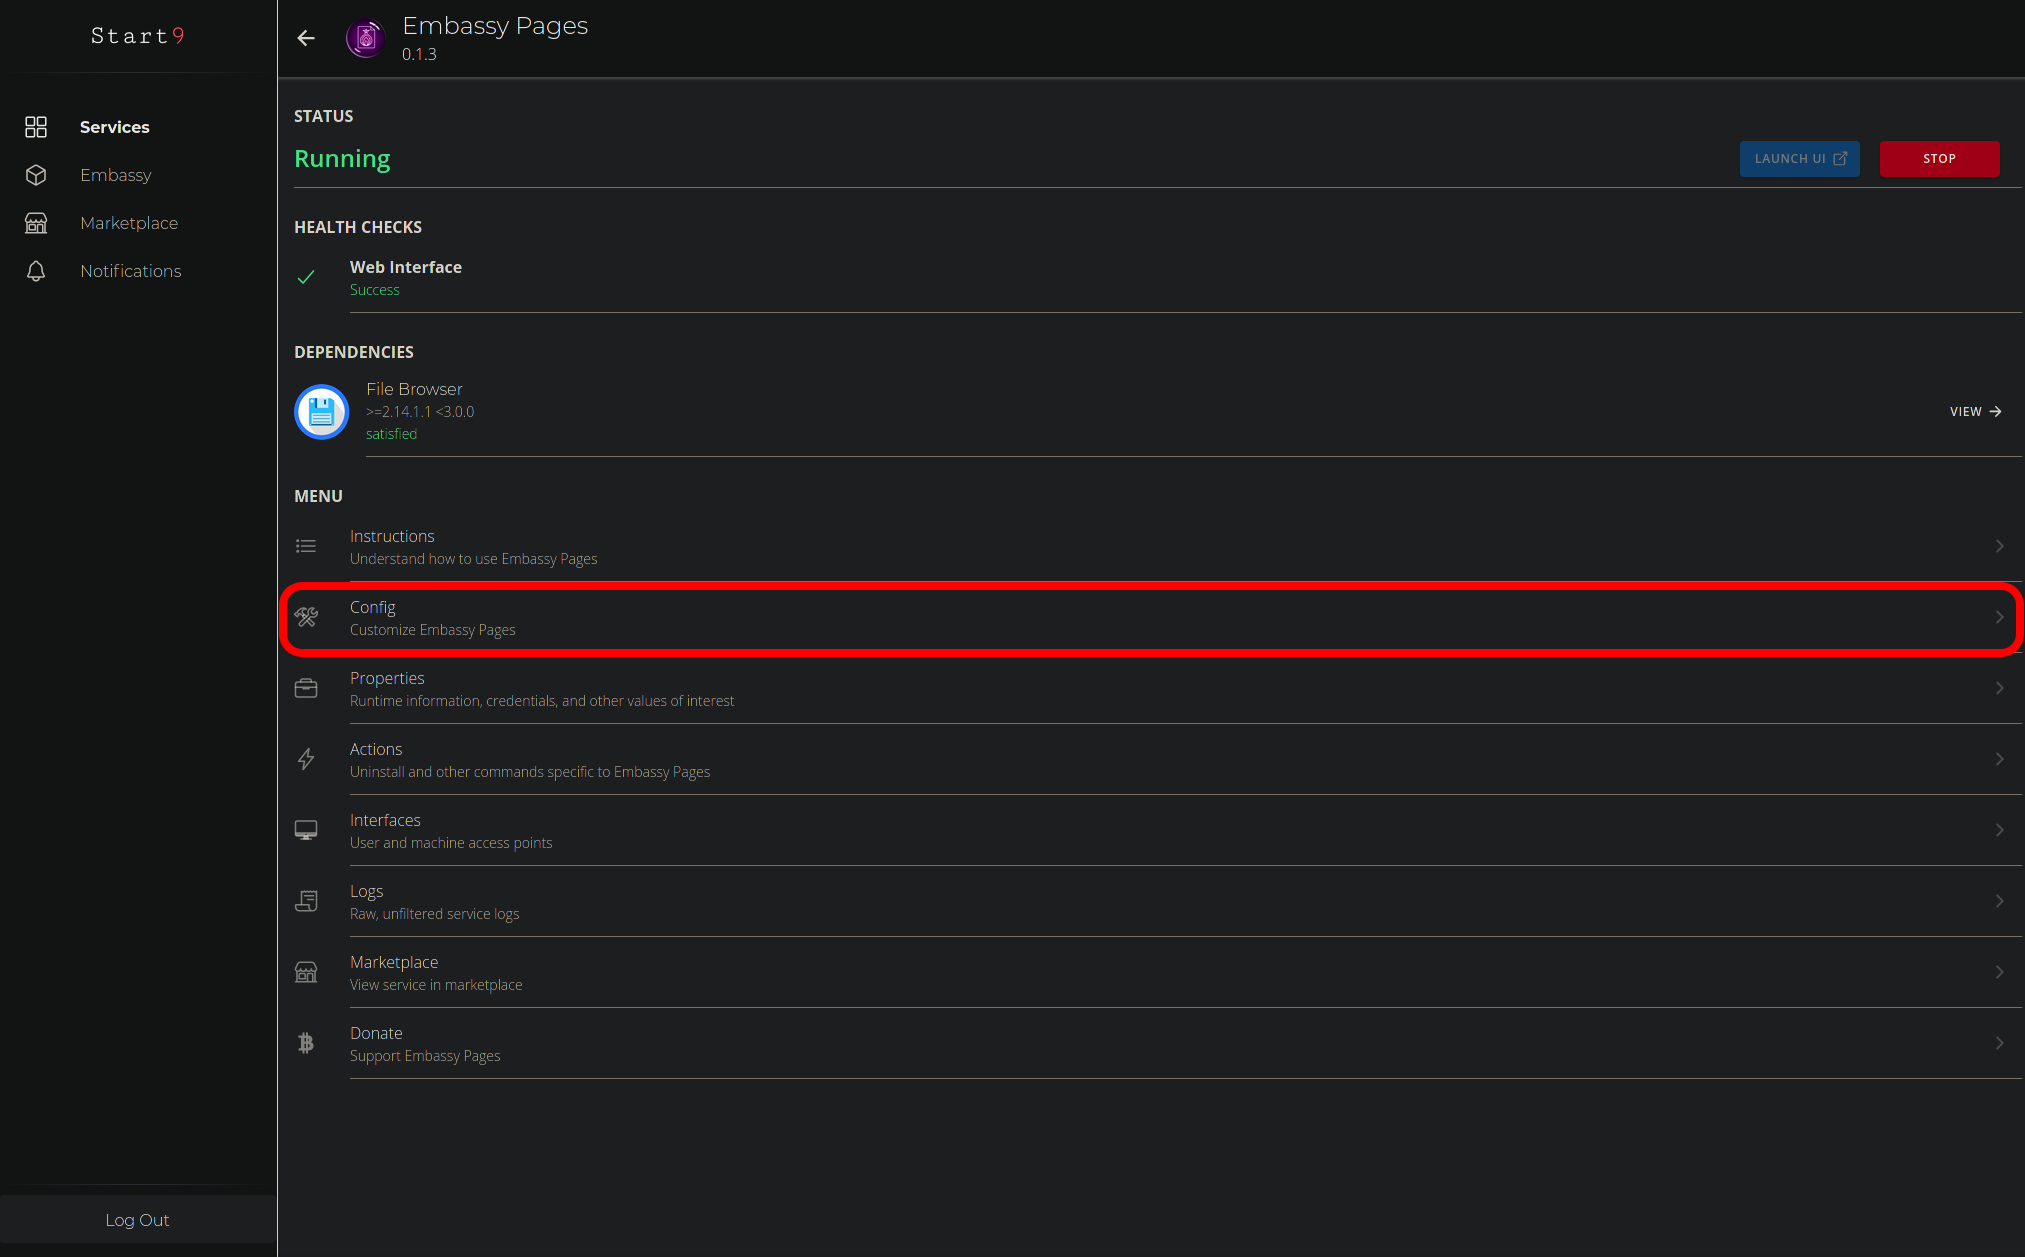 Start9
Services
Embassy
Marketplace
Notifications
Log Out
Embassy Pages
0.1.3
STATUS
Running
LAUNCH UI
STOP
HEALTH CHECKS
Web Interface
Success
DEPENDENCIES
File Browser
>=2.14.1.1 <3.0.0
satisfied
VIEW
MENU
Instructions
Understand how to use Embassy Pages
Config
Customize Embassy Pages
Properties
Runtime information, credentials, and other values of interest
Actions
Uninstall and other commands specific to Embassy Pages
Interfaces
User and machine access points
Logs
Raw, unfiltered service logs
Marketplace
View service in marketplace
Donate
Support Embassy Pages